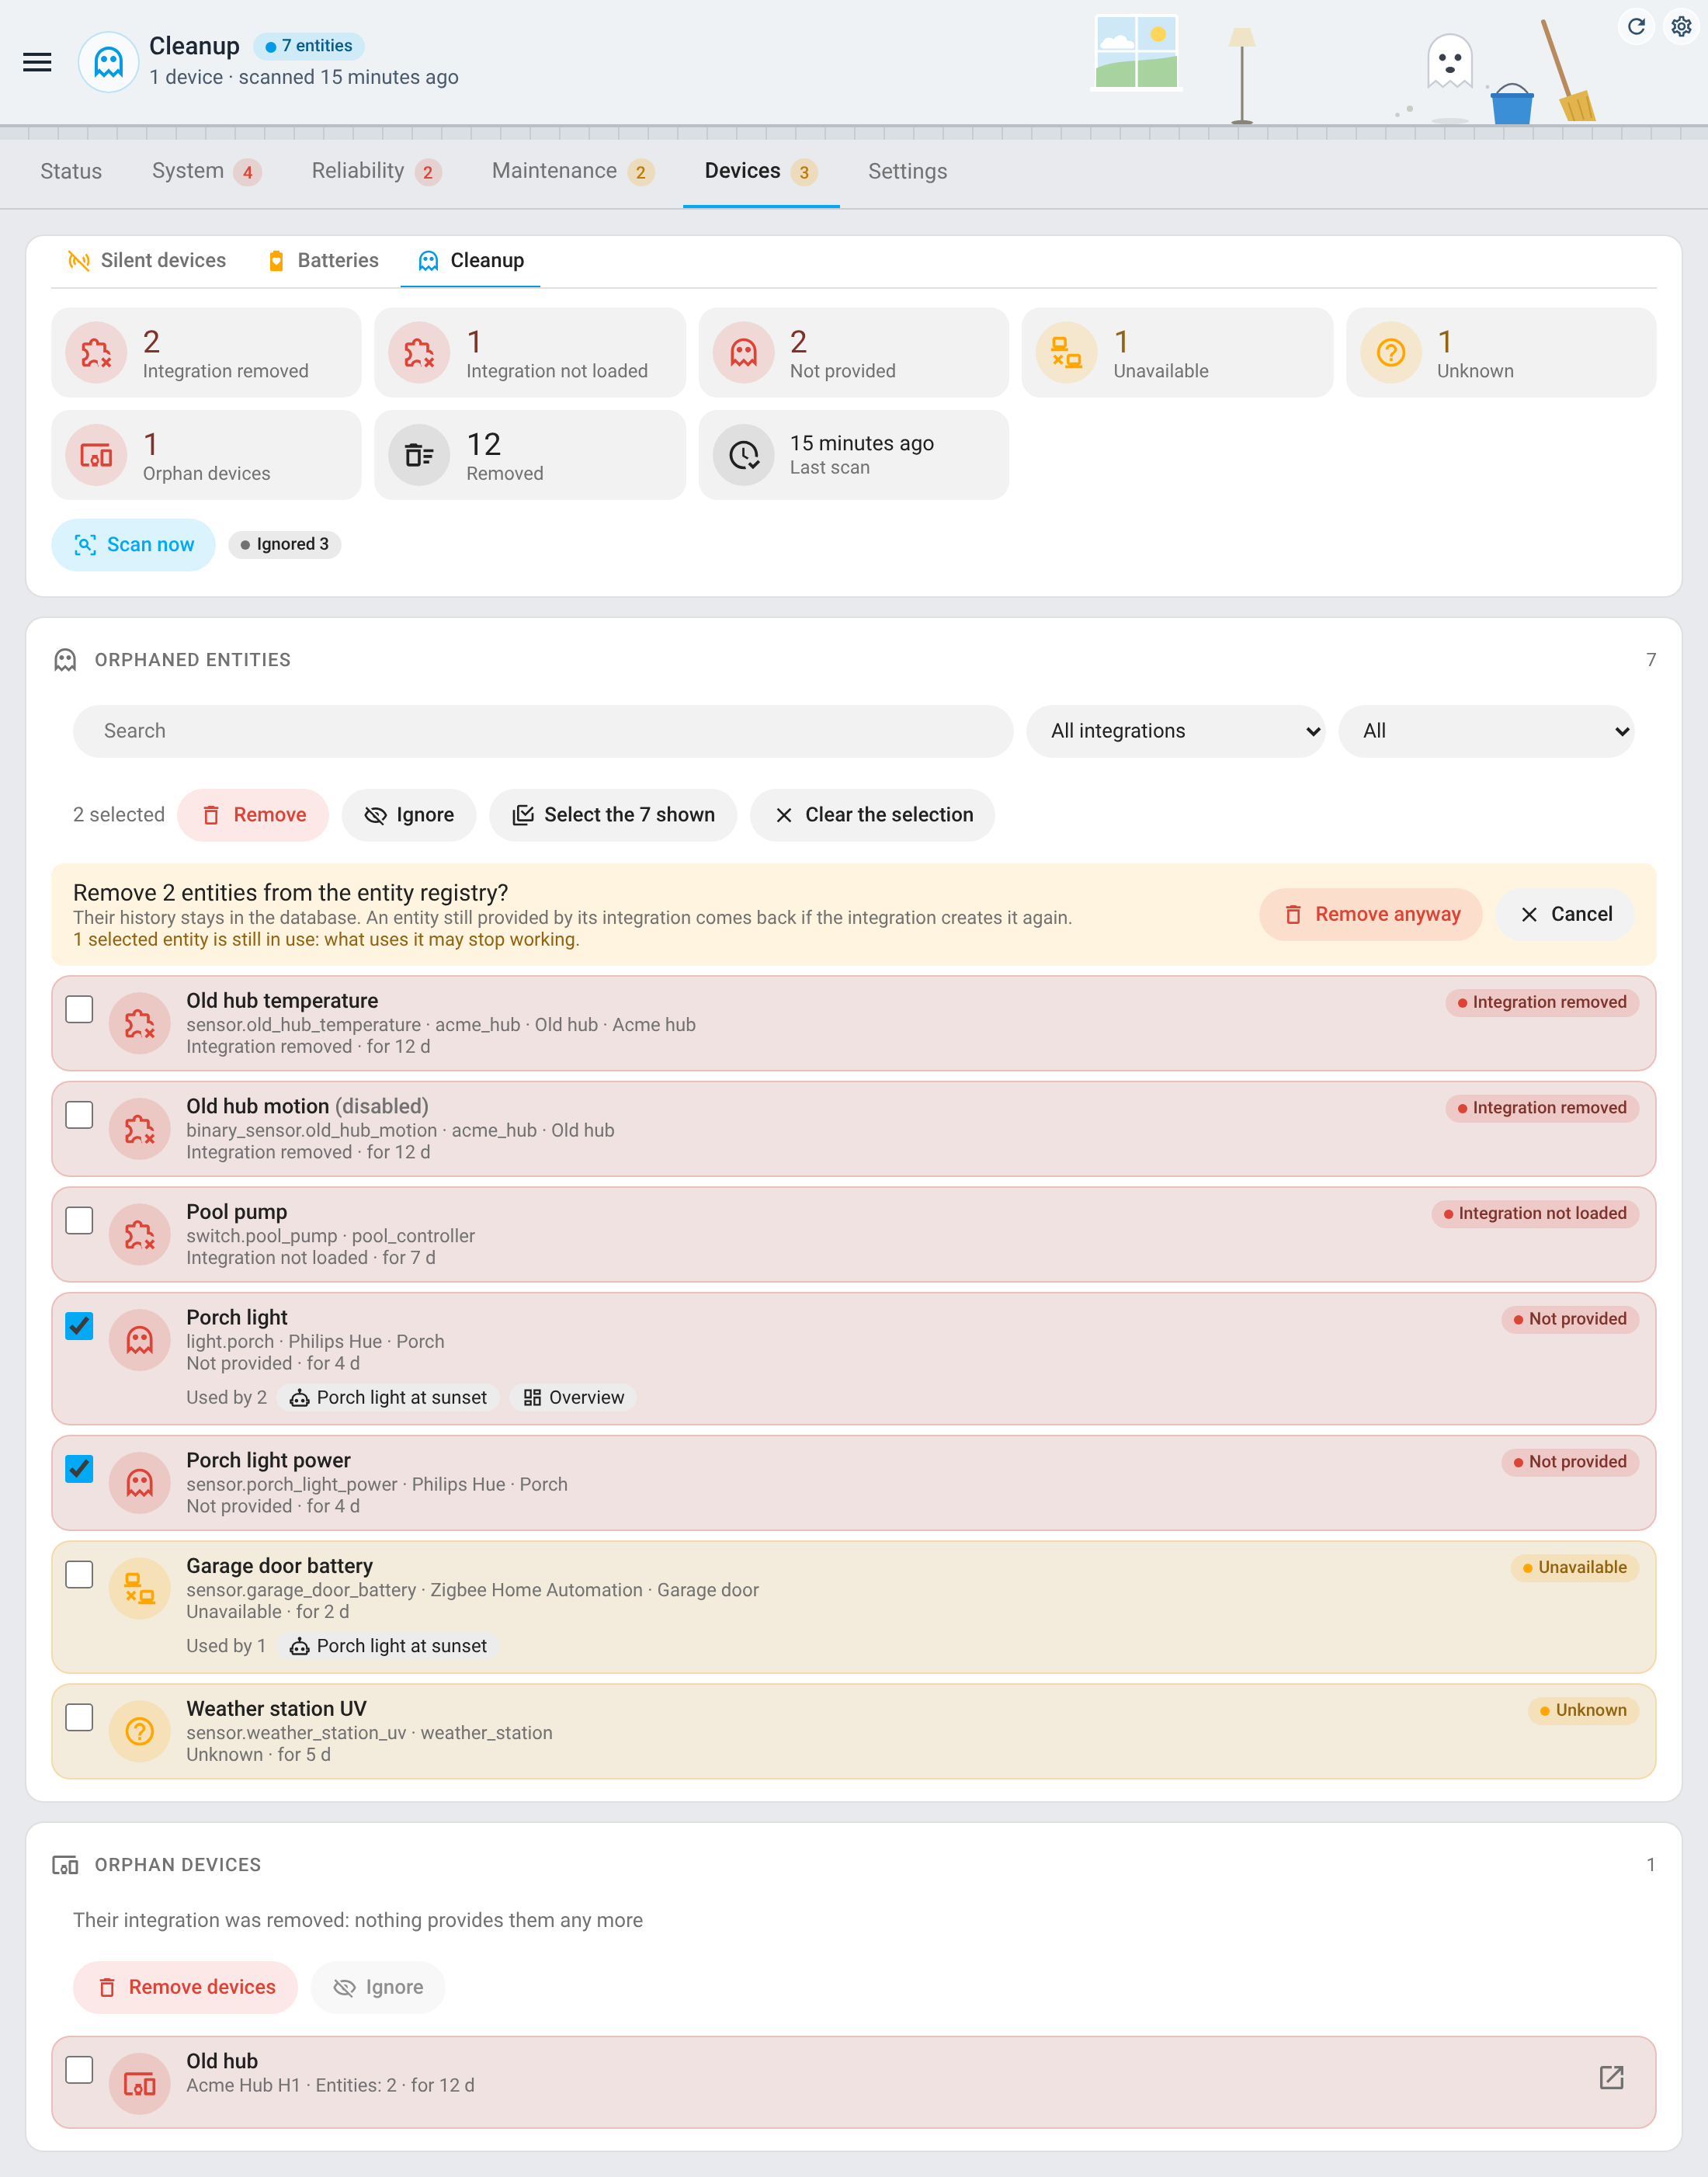 Cleanup
7 entities
1 device · scanned 15 minutes ago
Status
System 4
Reliability 2
Maintenance 2
Devices 3
Settings
Silent devices
Batteries
Cleanup
2
Integration removed
1
Integration not loaded
2
Not provided
1
Unavailable
1
Unknown
1
Orphan devices
12
Removed
15 minutes ago
Last scan
Scan now
Ignored 3
ORPHANED ENTITIES
7
Search
All integrations
All
2 selected
Remove
Ignore
Select the 7 shown
Clear the selection
Remove 2 entities from the entity registry?
Their history stays in the database. An entity still provided by its integration comes back if the integration creates it again.
1 selected entity is still in use: what uses it may stop working.
Remove anyway
Cancel
Old hub temperature
sensor.old_hub_temperature · acme_hub · Old hub · Acme hub
Integration removed · for 12 d
Integration removed
Old hub motion (disabled)
binary_sensor.old_hub_motion · acme_hub · Old hub
Integration removed · for 12 d
Integration removed
Pool pump
switch.pool_pump · pool_controller
Integration not loaded · for 7 d
Integration not loaded
Porch light
light.porch · Philips Hue · Porch
Not provided · for 4 d
Used by 2
Porch light at sunset
Overview
Not provided
Porch light power
sensor.porch_light_power · Philips Hue · Porch
Not provided · for 4 d
Not provided
Garage door battery
sensor.garage_door_battery · Zigbee Home Automation · Garage door
Unavailable · for 2 d
Used by 1
Porch light at sunset
Unavailable
Weather station UV
sensor.weather_station_uv · weather_station
Unknown · for 5 d
Unknown
ORPHAN DEVICES
1
Their integration was removed: nothing provides them any more
Remove devices
Ignore
Old hub
Acme Hub H1 · Entities: 2 · for 12 d